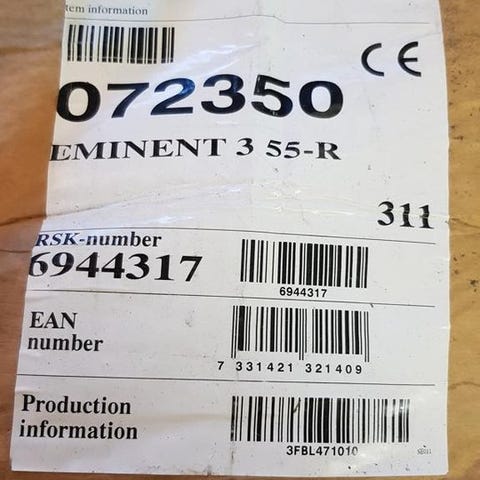 tem information
CE
072350
EMINENT 3 55-R
311
RSK-number
6944317
6944317
EAN
number
7 331421 321409
Production
information
3FBL471010